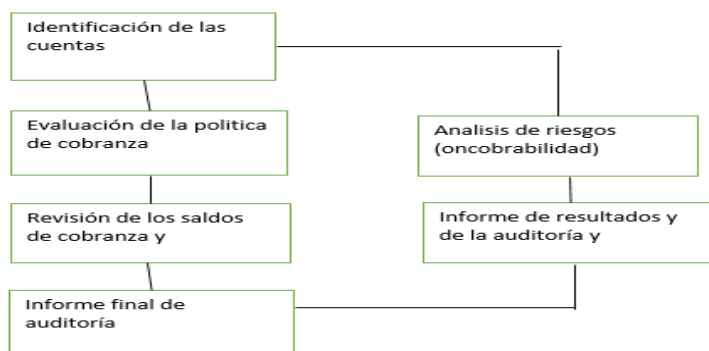 Identificación de las
cuentas
Evaluación de la politica
de cobranza
Analisis de riesgos
(oncobrabilidad)
Revisión de los saldos
de cobranza y
Informe de resultados y
de la auditoría y
Informe final de
auditoría